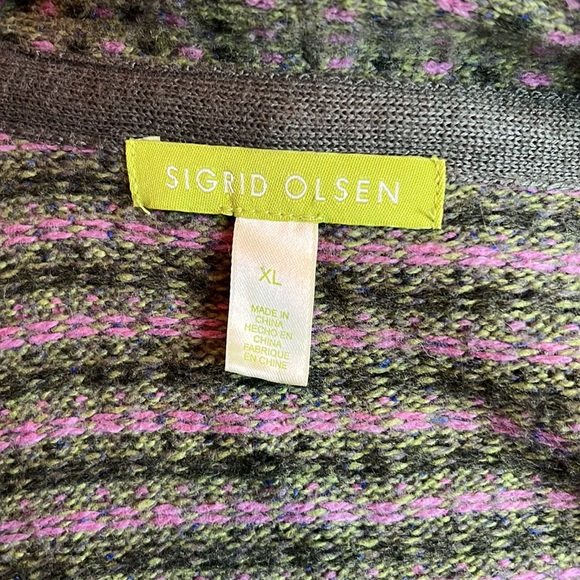 SIGRID OLSEN
XL
MADE IN
CHINA
HECHO EN
CHINA
FABRIQUE
EN CHINE